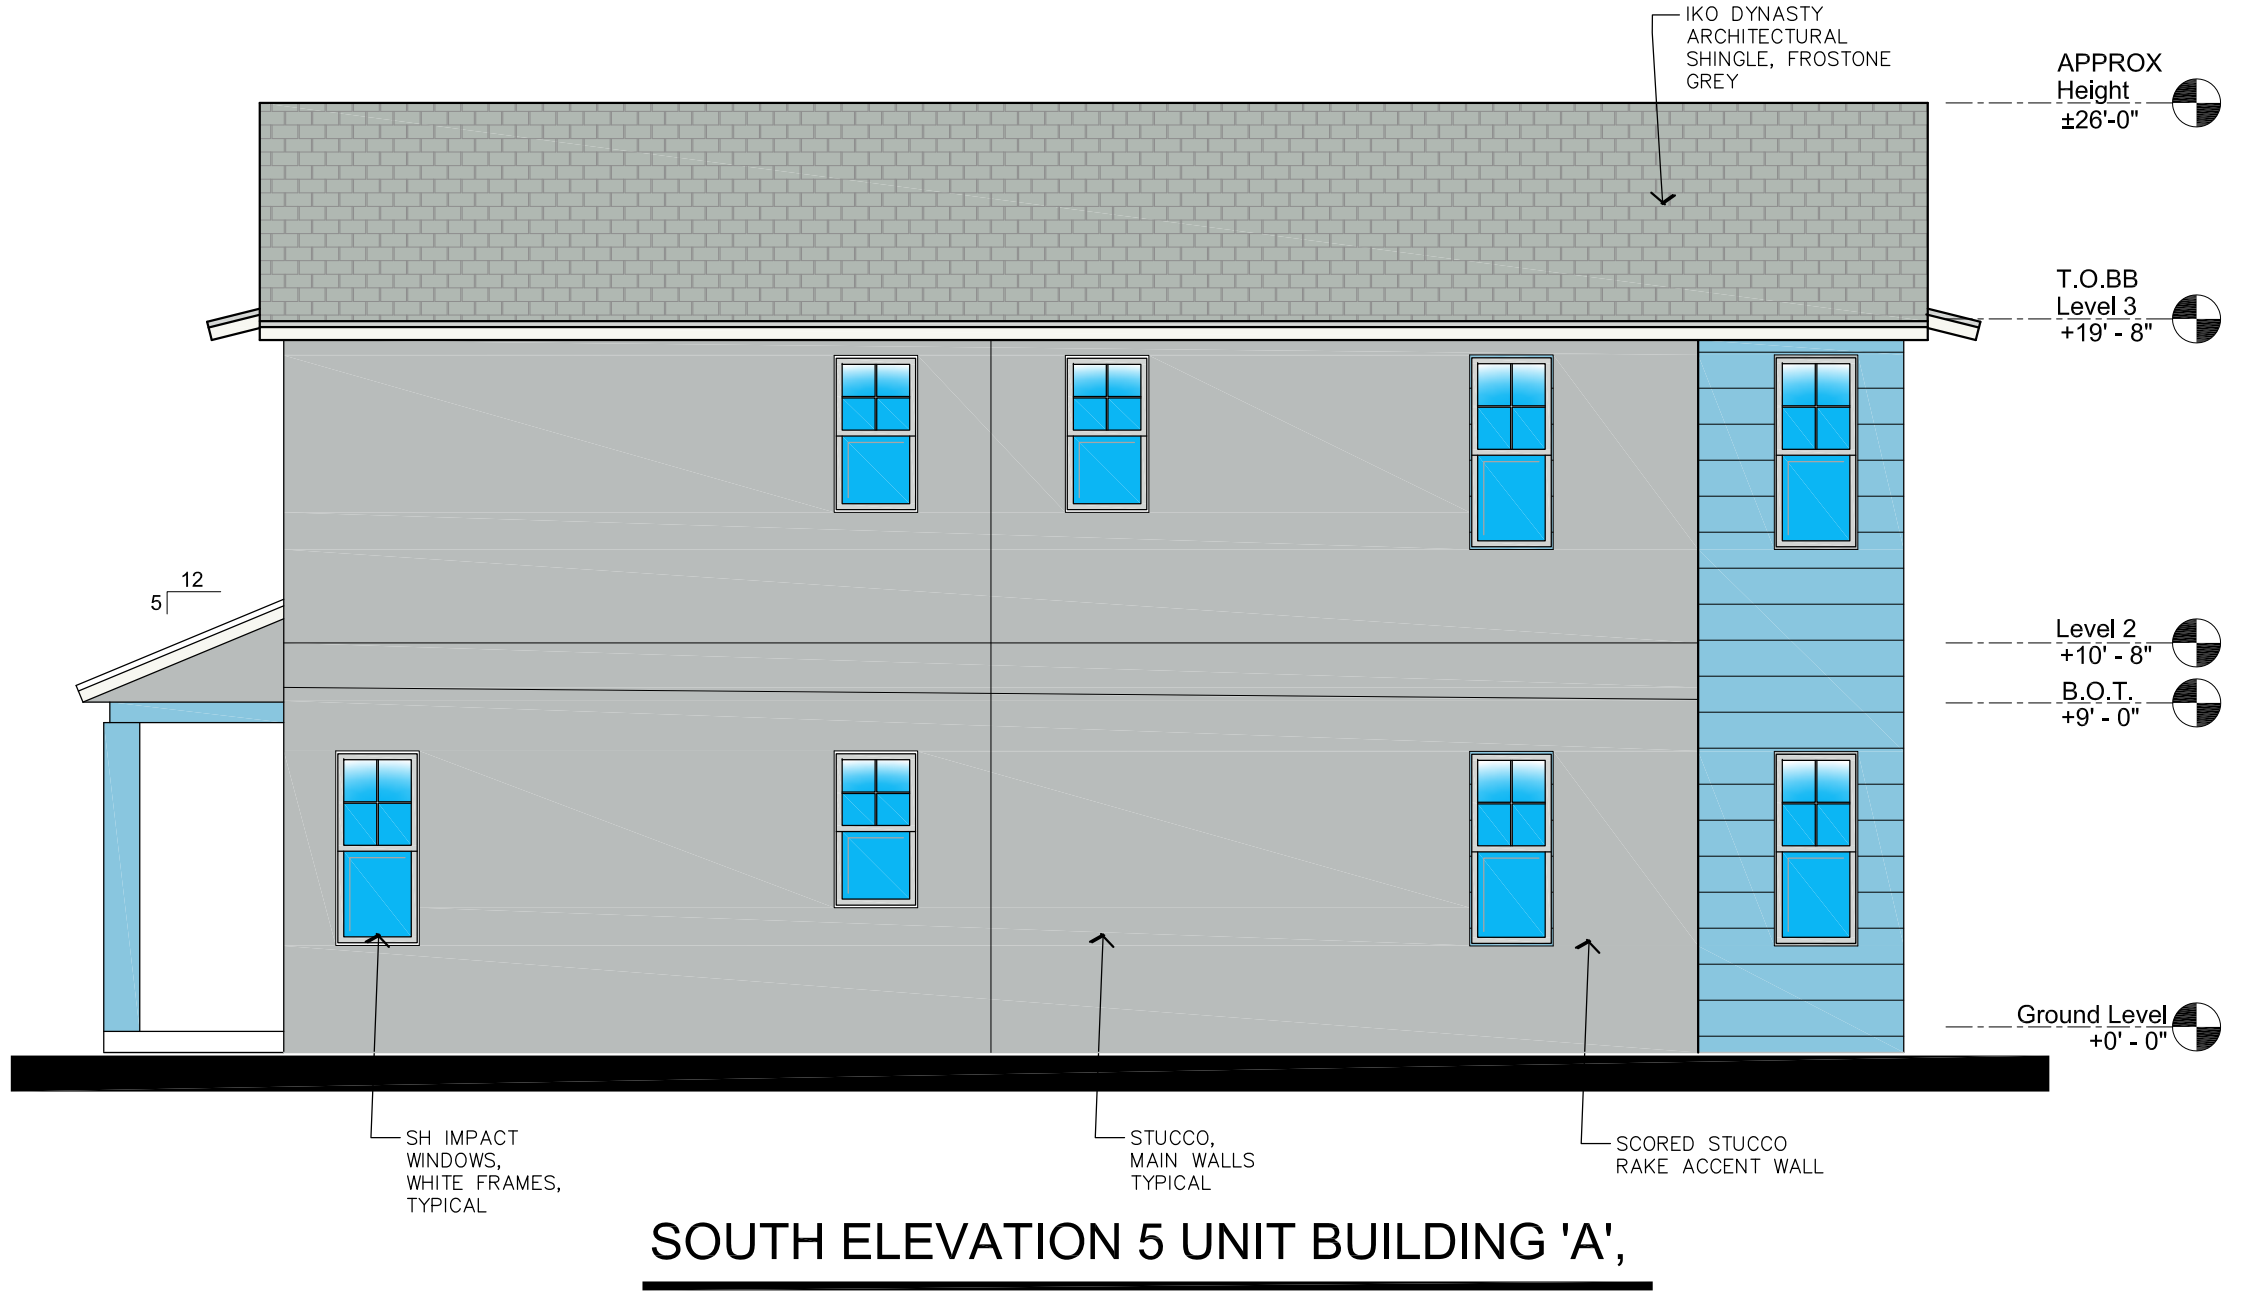 IKO DYNASTY
ARCHITECTURAL
SHINGLE, FROSTONE
GREY
APPROX
Height
±26'-0"
T.O.BB
Level 3
+19' - 8"
12
5
Level 2
+10' - 8"
B.O.T.
+9' - 0"
Ground Level
+0' - 0"
SH IMPACT
WINDOWS,
WHITE FRAMES,
TYPICAL
STUCCO,
MAIN WALLS
TYPICAL
SCORED STUCCO
RAKE ACCENT WALL
SOUTH ELEVATION 5 UNIT BUILDING 'A',